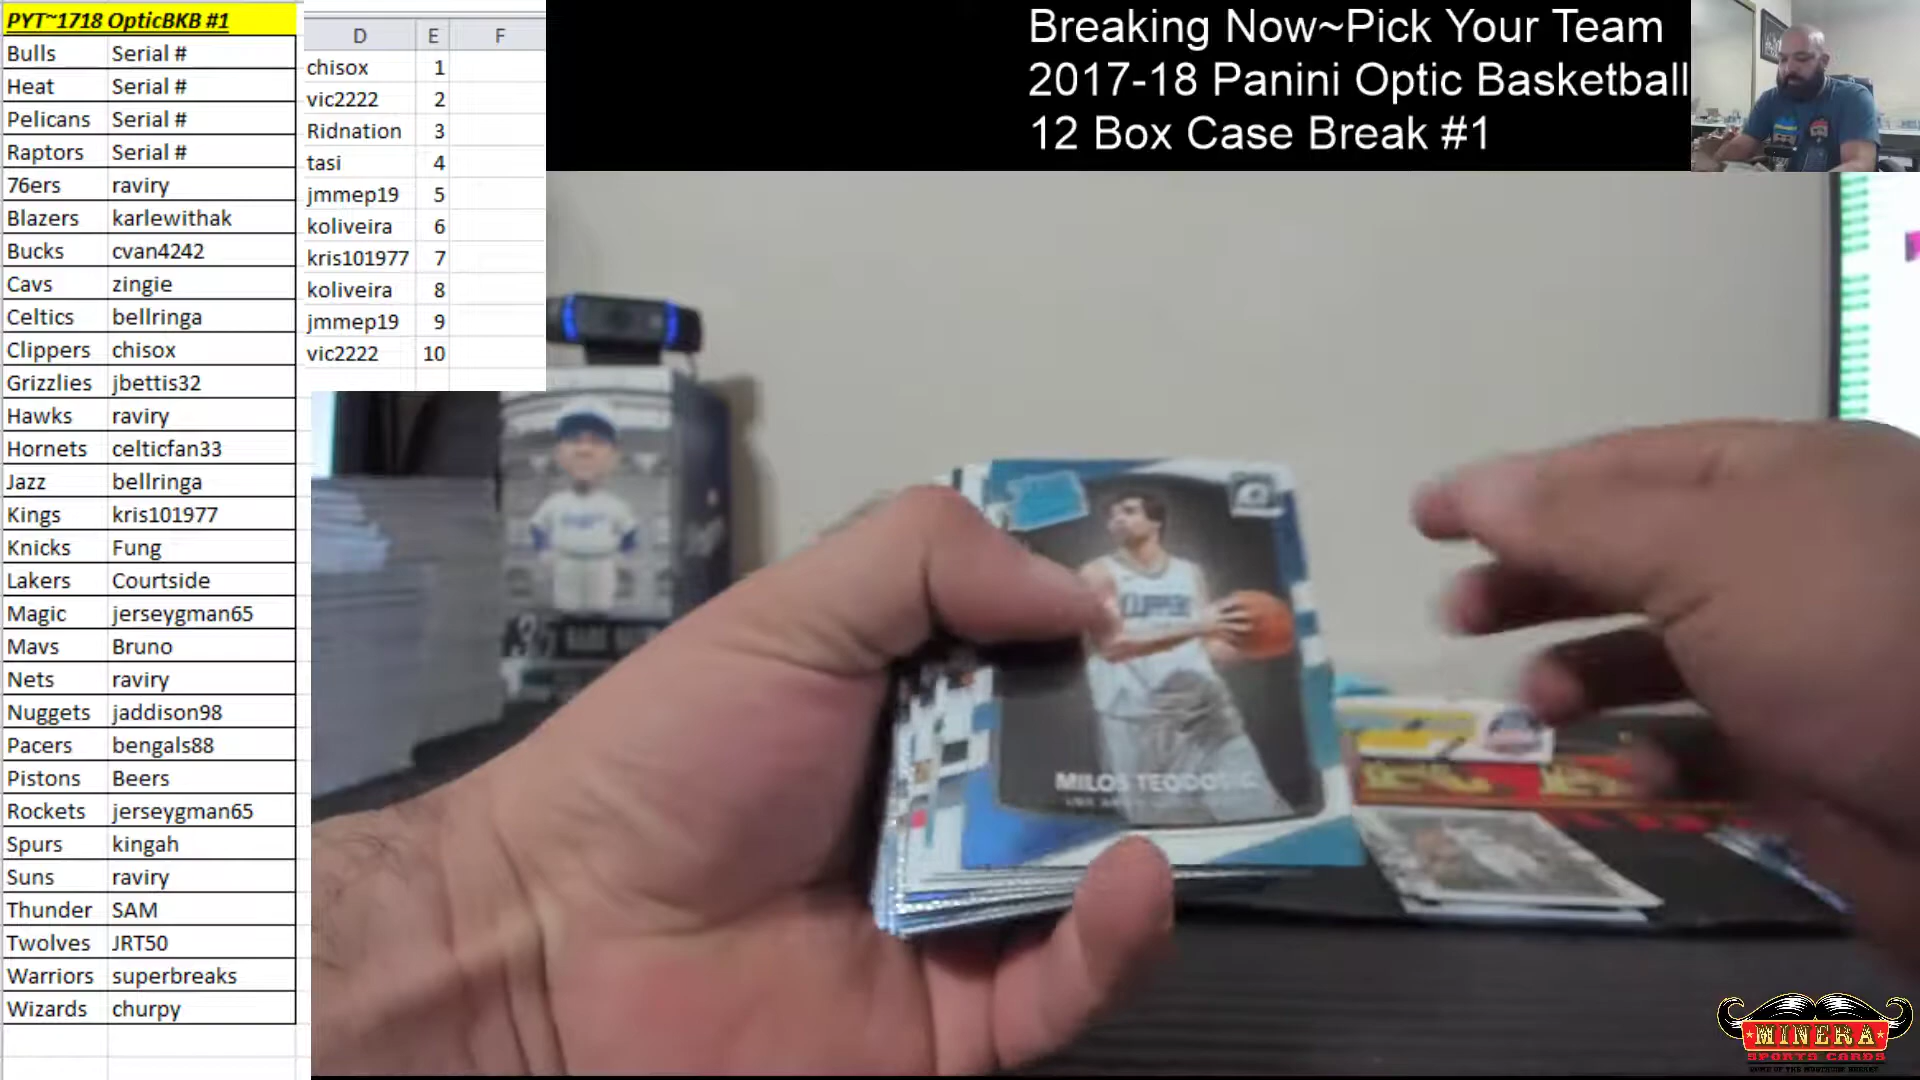 PYT~1718 OpticBKB #1
Bulls Serial #
Heat Serial #
Pelicans Serial #
Raptors Serial #
76ers raviry
Blazers karlewithak
Bucks cvan4242
Cavs zingie
Celtics bellringa
Clippers chisox
Grizzlies jbettis32
Hawks raviry
Hornets celticfan33
Jazz bellringa
Kings kris101977
Knicks Fung
Lakers Courtside
Magic jerseygman65
Mavs Bruno
Nets raviry
Nuggets jaddison98
Pacers bengals88
Pistons Beers
Rockets jerseygman65
Spurs kingah
Suns raviry
Thunder SAM
Twolves JRT50
Warriors superbreaks
Wizards churpy
D E F
chisox 1
vic2222 2
Ridnation 3
tasi 4
jmmep19 5
koliveira 6
kris101977 7
koliveira 8
jmmep19 9
vic2222 10
Breaking Now~Pick Your Team
2017-18 Panini Optic Basketball
12 Box Case Break #1
CLIPPERS
MILOS TEODOSIC
MINERA
SPORTS CARDS